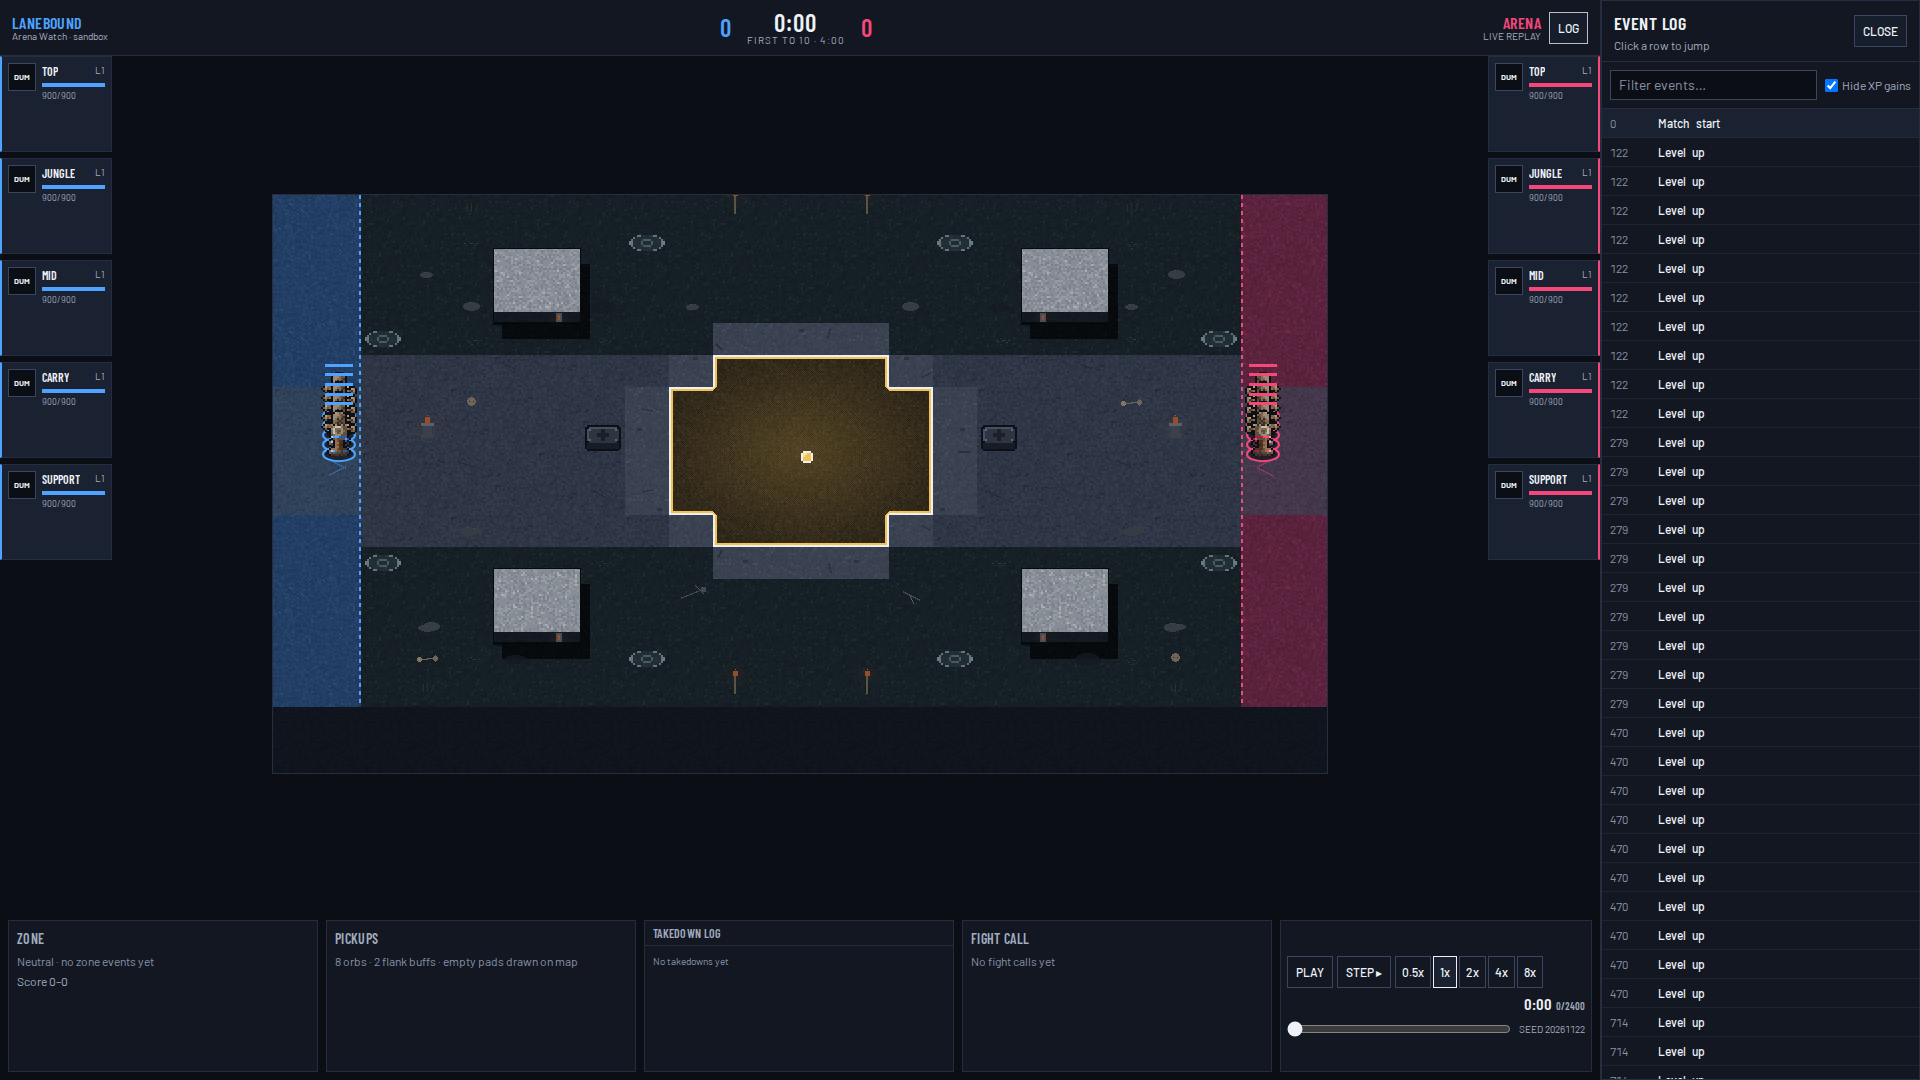 LANEBOUND
Arena Watch · sandbox
0
0:00
FIRST TO 10 · 4:00
0
ARENA
LIVE REPLAY
LOG
DUM
TOP
L1
900/900
DUM
JUNGLE
L1
900/900
DUM
MID
L1
900/900
DUM
CARRY
L1
900/900
DUM
SUPPORT
L1
900/900
DUM
TOP
L1
900/900
DUM
JUNGLE
L1
900/900
DUM
MID
L1
900/900
DUM
CARRY
L1
900/900
DUM
SUPPORT
L1
900/900
ZONE
Neutral · no zone events yet
Score 0–0
PICKUPS
8 orbs · 2 flank buffs · empty pads drawn on map
TAKEDOWN LOG
No takedowns yet
FIGHT CALL
No fight calls yet
PLAY
STEP▸
0.5x
1x
2x
4x
8x
0:00 0/2400
SEED 20261122
EVENT LOG
Click a row to jump
CLOSE
Filter events...
Hide XP gains
0 Match start
122 Level up
122 Level up
122 Level up
122 Level up
122 Level up
122 Level up
122 Level up
122 Level up
122 Level up
122 Level up
279 Level up
279 Level up
279 Level up
279 Level up
279 Level up
279 Level up
279 Level up
279 Level up
279 Level up
279 Level up
470 Level up
470 Level up
470 Level up
470 Level up
470 Level up
470 Level up
470 Level up
470 Level up
470 Level up
470 Level up
714 Level up
714 Level up